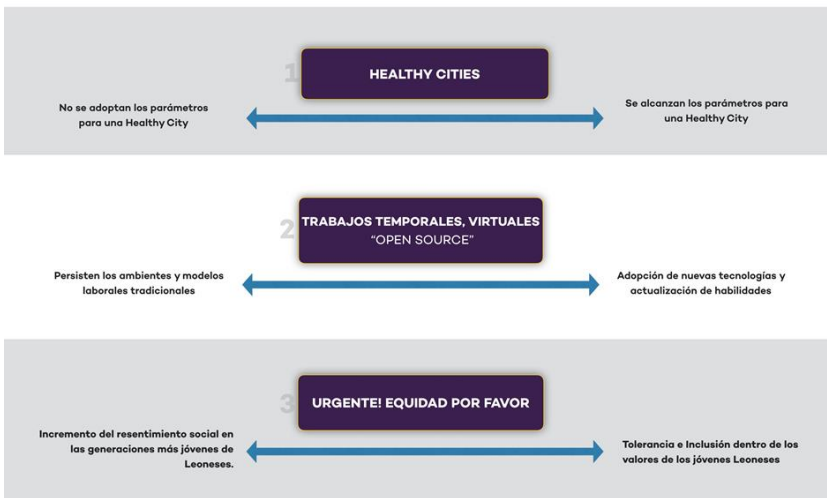 1
HEALTHY CITIES
No se adoptan los parámetros
para una Healthy City
Se alcanzan los parámetros para
una Healthy City
2
TRABAJOS TEMPORALES, VIRTUALES
“OPEN SOURCE”
Persisten los ambientes y modelos
laborales tradicionales
Adopción de nuevas tecnologías y
actualización de habilidades
3
URGENTE! EQUIDAD POR FAVOR
Incremento del resentimiento social en
las generaciones más jóvenes de
Leoneses.
Tolerancia e Inclusión dentro de los
valores de los jóvenes Leoneses